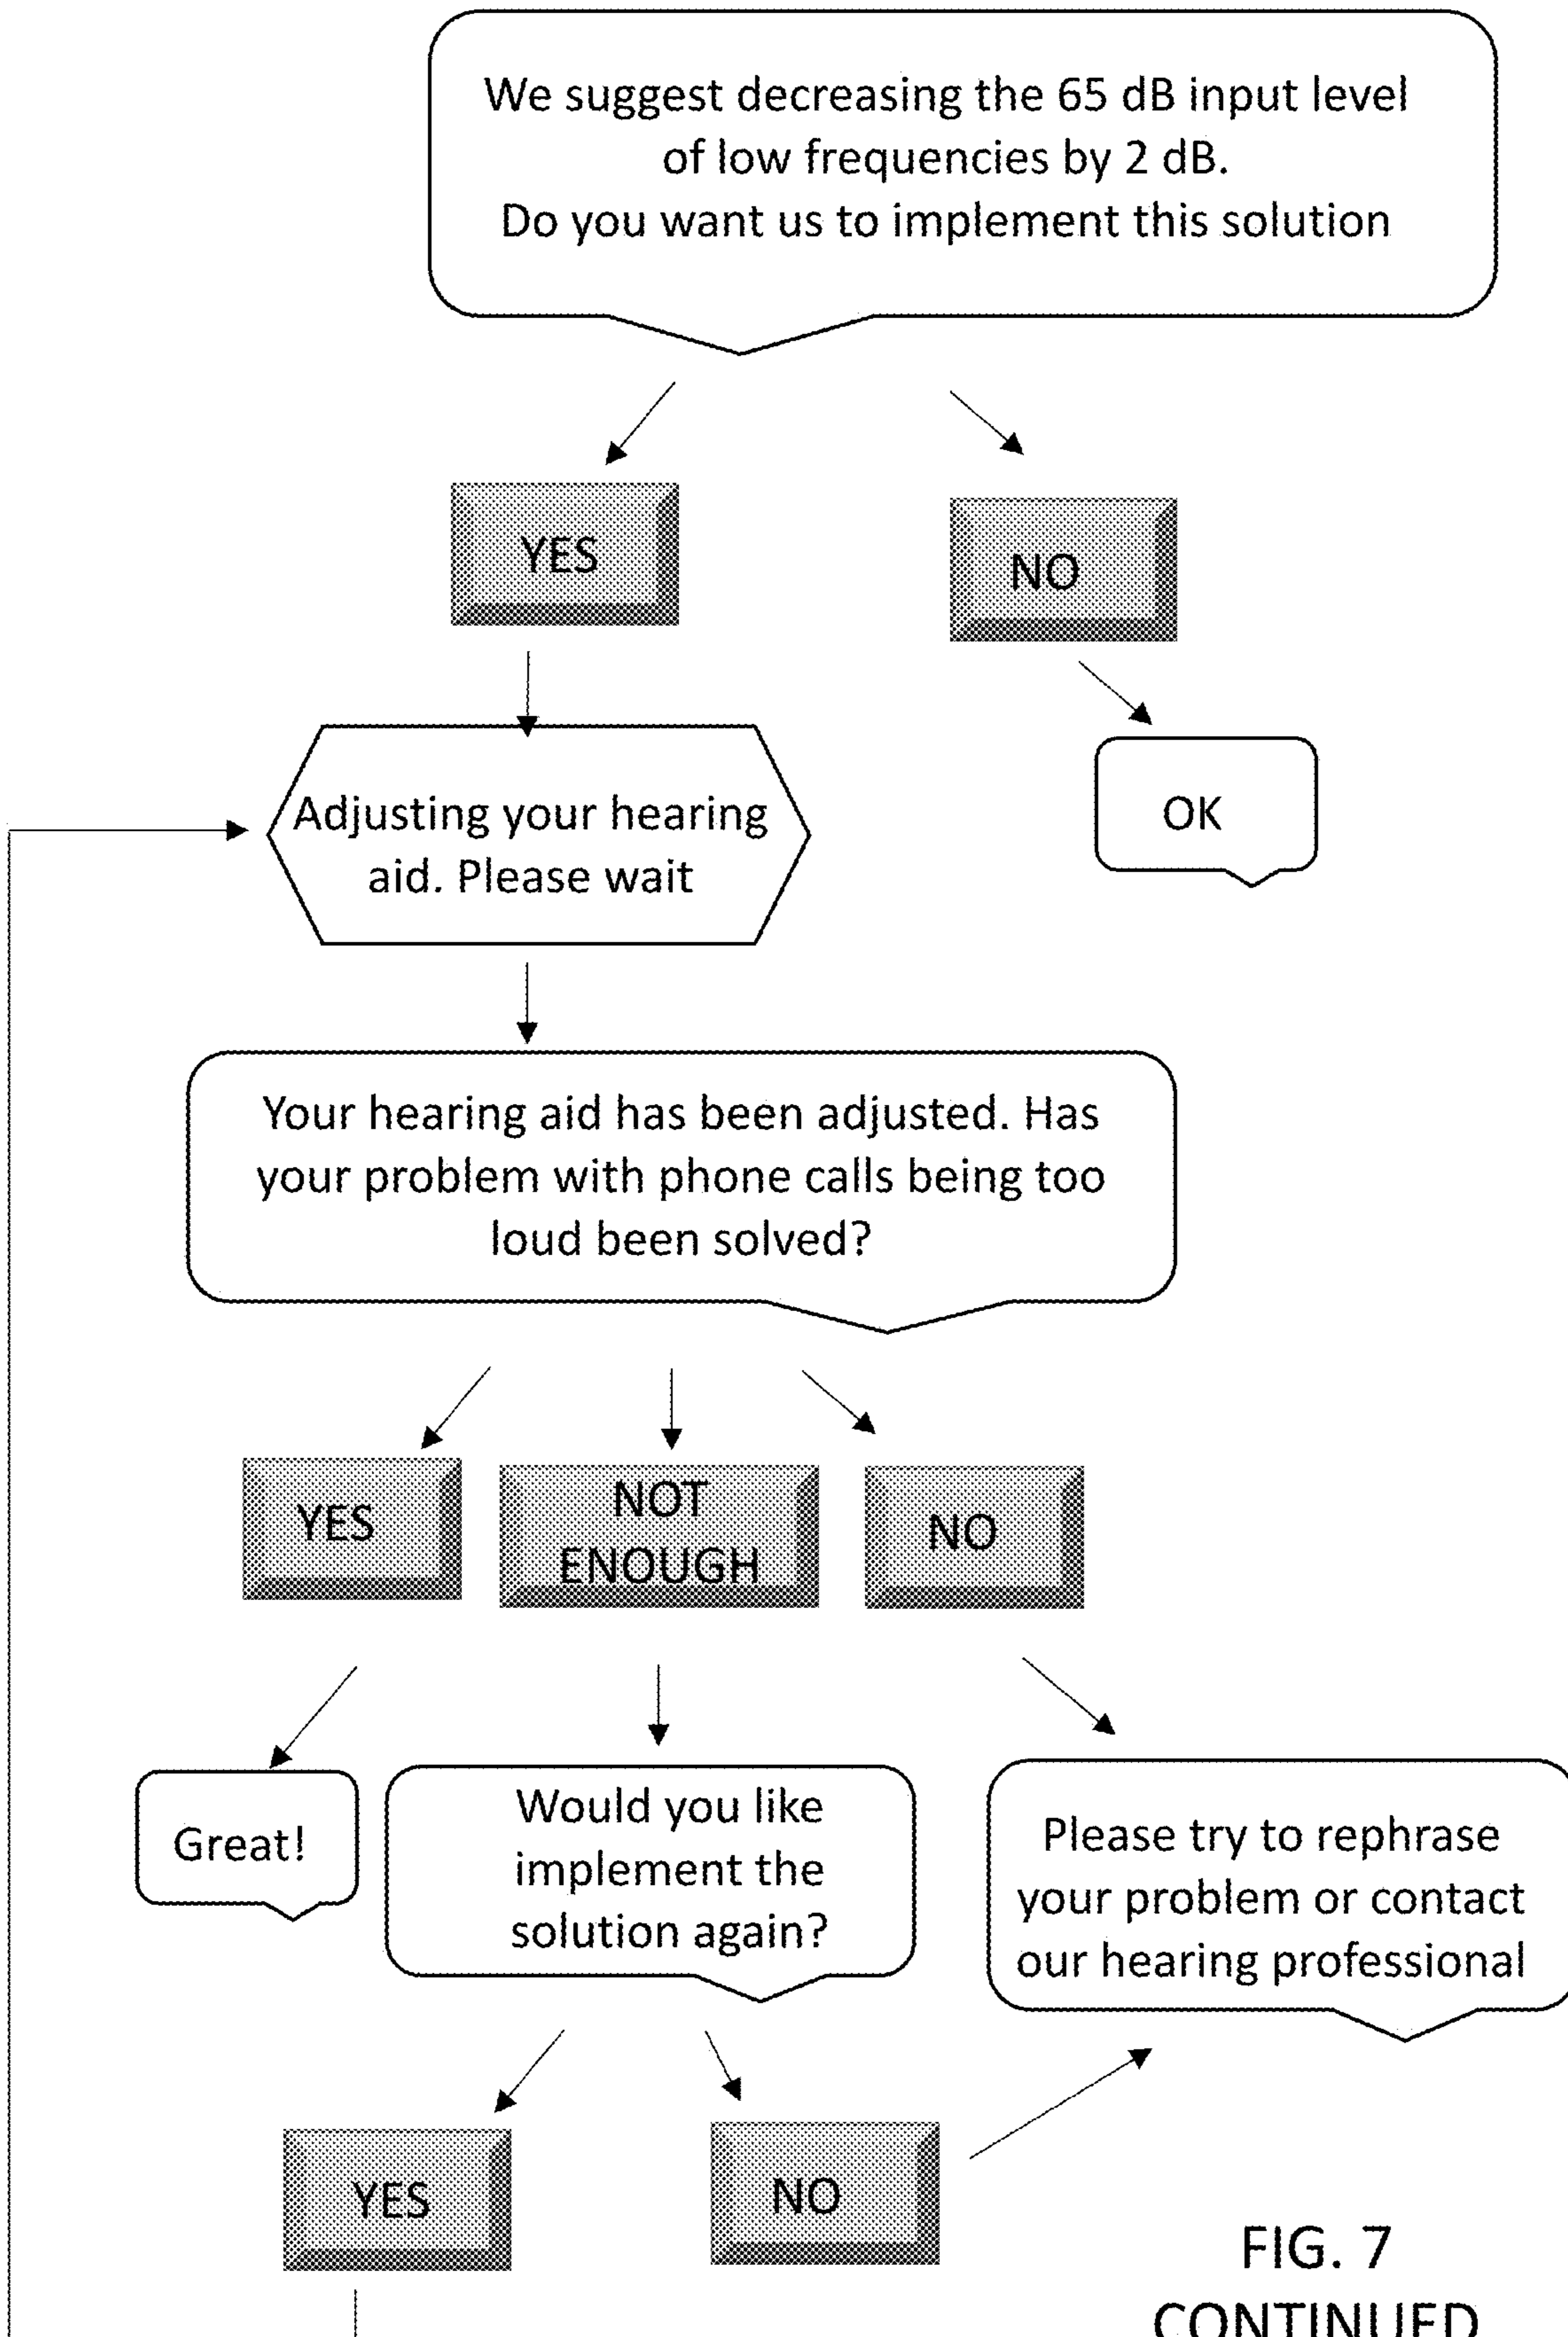 We suggest decreasing the 65 dB input level
of low frequencies by 2 dB.
Do you want us to implement this solution
YES
NO
Adjusting your hearing
aid. Please wait
OK
Your hearing aid has been adjusted. Has
your problem with phone calls being too
loud been solved?
YES
NOT
ENOUGH
NO
Great!
Would you like
implement the
solution again?
Please try to rephrase
your problem or contact
our hearing professional
YES
NO
FIG. 7
CONTINUED